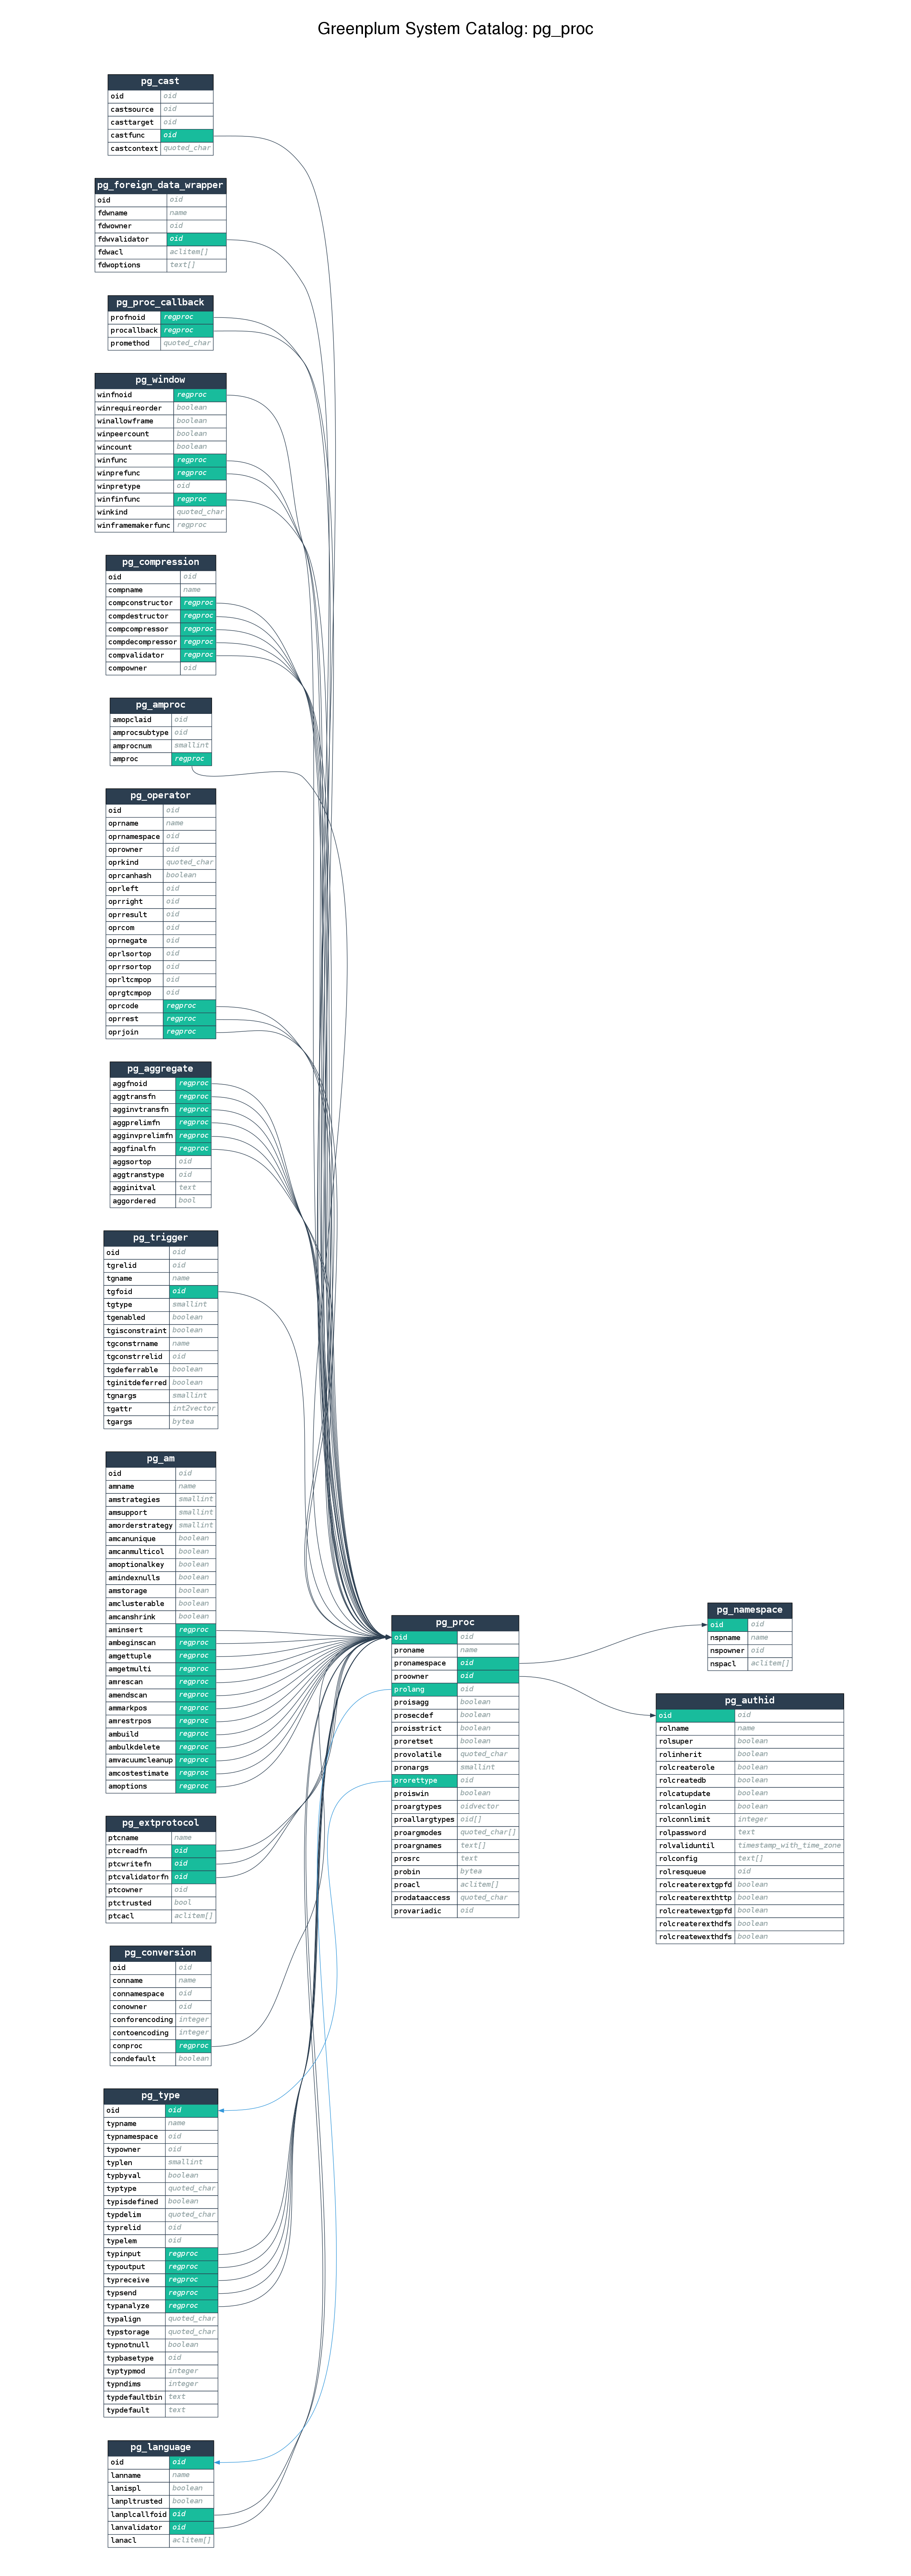 Greenplum System Catalog: pg_proc
pg_cast
oid oid
castsource oid
casttarget oid
castfunc oid
castcontext quoted_char
pg_foreign_data_wrapper
oid oid
fdwname name
fdwowner oid
fdwvalidator oid
fdwacl aclitem[]
fdwoptions text[]
pg_proc_callback
profnoid regproc
procallback regproc
promethod quoted_char
pg_window
winfnoid regproc
winrequireorder boolean
winallowframe boolean
winpeercount boolean
wincount boolean
winfunc regproc
winprefunc regproc
winpretype oid
winfinfunc regproc
winkind quoted_char
winframemakerfunc regproc
pg_compression
oid oid
compname name
compconstructor regproc
compdestructor regproc
compcompressor regproc
compdecompressor regproc
compvalidator regproc
compowner oid
pg_amproc
amopclaid oid
amprocsubtype oid
amprocnum smallint
amproc regproc
pg_operator
oid oid
oprname name
oprnamespace oid
oprowner oid
oprkind quoted_char
oprcanhash boolean
oprleft oid
oprright oid
oprresult oid
oprcom oid
oprnegate oid
oprlsortop oid
oprrsortop oid
oprltcmpop oid
oprgtcmpop oid
oprcode regproc
oprrest regproc
oprjoin regproc
pg_aggregate
aggfnoid regproc
aggtransfn regproc
agginvtransfn regproc
aggprelimfn regproc
agginvprelimfn regproc
aggfinalfn regproc
aggsortop oid
aggtranstype oid
agginitval text
aggordered bool
pg_trigger
oid oid
tgrelid oid
tgname name
tgfoid oid
tgtype smallint
tgenabled boolean
tgisconstraint boolean
tgconstrname name
tgconstrrelid oid
tgdeferrable boolean
tginitdeferred boolean
tgnargs smallint
tgattr int2vector
tgargs bytea
pg_am
oid oid
amname name
amstrategies smallint
amsupport smallint
amorderstrategy smallint
amcanunique boolean
amcanmulticol boolean
amoptionalkey boolean
amindexnulls boolean
amstorage boolean
amclusterable boolean
amcanshrink boolean
aminsert regproc
ambeginscan regproc
amgettuple regproc
amgetmulti regproc
amrescan regproc
amendscan regproc
ammarkpos regproc
amrestrpos regproc
ambuild regproc
ambulkdelete regproc
amvacuumcleanup regproc
amcostestimate regproc
amoptions regproc
pg_extprotocol
ptcname name
ptcreadfn oid
ptcwritefn oid
ptcvalidatorfn oid
ptcowner oid
ptctrusted bool
ptcacl aclitem[]
pg_conversion
oid oid
conname name
connamespace oid
conowner oid
conforencoding integer
contoencoding integer
conproc regproc
condefault boolean
pg_type
oid oid
typname name
typnamespace oid
typowner oid
typlen smallint
typbyval boolean
typtype quoted_char
typisdefined boolean
typdelim quoted_char
typrelid oid
typelem oid
typinput regproc
typoutput regproc
typreceive regproc
typsend regproc
typanalyze regproc
typalign quoted_char
typstorage quoted_char
typnotnull boolean
typbasetype oid
typtypmod integer
typndims integer
typdefaultbin text
typdefault text
pg_language
oid oid
lanname name
lanispl boolean
lanpltrusted boolean
lanplcallfoid oid
lanvalidator oid
lanacl aclitem[]
pg_proc
oid oid
proname name
pronamespace oid
proowner oid
prolang oid
proisagg boolean
prosecdef boolean
proisstrict boolean
proretset boolean
provolatile quoted_char
pronargs smallint
prorettype oid
proiswin boolean
proargtypes oidvector
proallargtypes oid[]
proargmodes quoted_char[]
proargnames text[]
prosrc text
probin bytea
proacl aclitem[]
prodataaccess quoted_char
provariadic oid
pg_namespace
oid oid
nspname name
nspowner oid
nspacl aclitem[]
pg_authid
oid oid
rolname name
rolsuper boolean
rolinherit boolean
rolcreaterole boolean
rolcreatedb boolean
rolcatupdate boolean
rolcanlogin boolean
rolconnlimit integer
rolpassword text
rolvaliduntil timestamp_with_time_zone
rolconfig text[]
rolresqueue oid
rolcreaterextgpfd boolean
rolcreaterexthttp boolean
rolcreatewextgpfd boolean
rolcreaterexthdfs boolean
rolcreatewexthdfs boolean